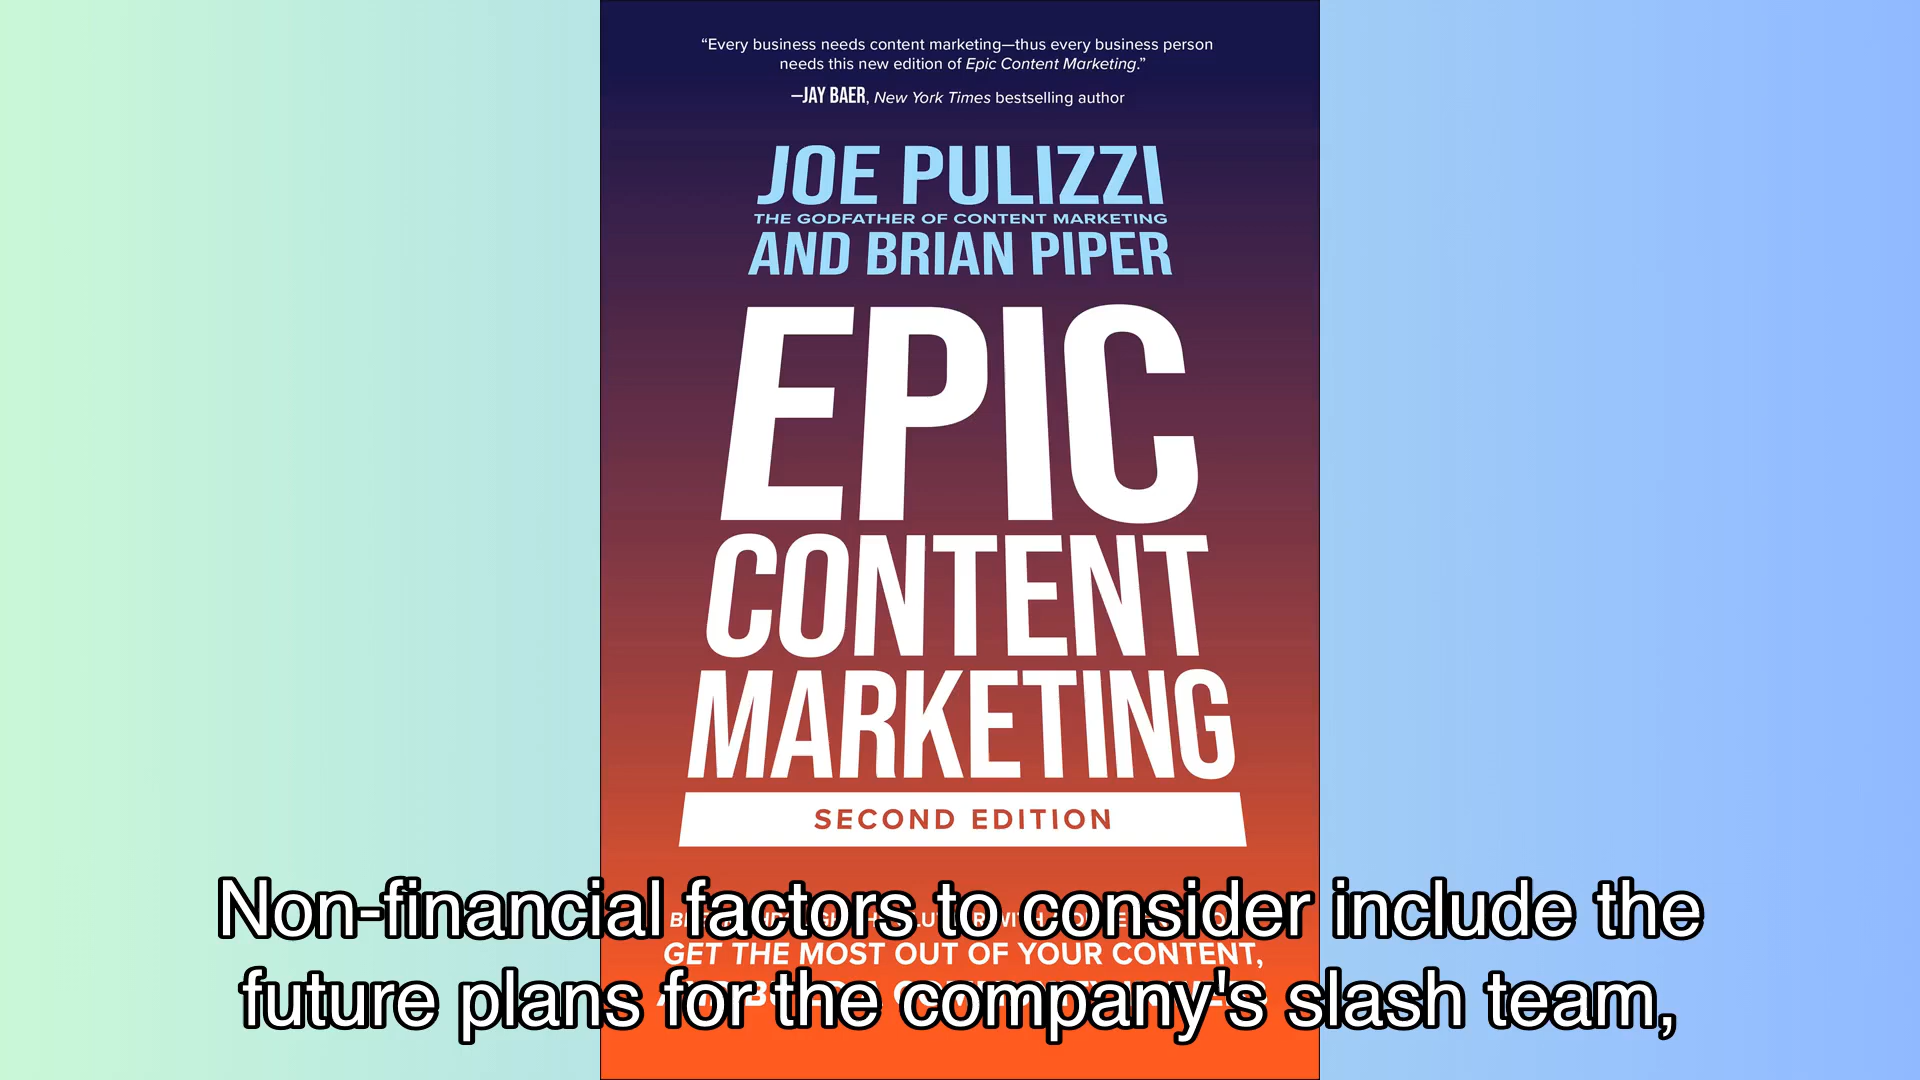 “Every business needs content marketing—thus every business person
needs this new edition of Epic Content Marketing.”
—JAY BAER, New York Times bestselling author
JOE PULIZZI
THE GODFATHER OF CONTENT MARKETING
AND BRIAN PIPER
EPIC
CONTENT
MARKETING
SECOND EDITION
Non-financial factors to consider include the
GET THE MOST OUT OF YOUR CONTENT,
future plans for the company's slash team,